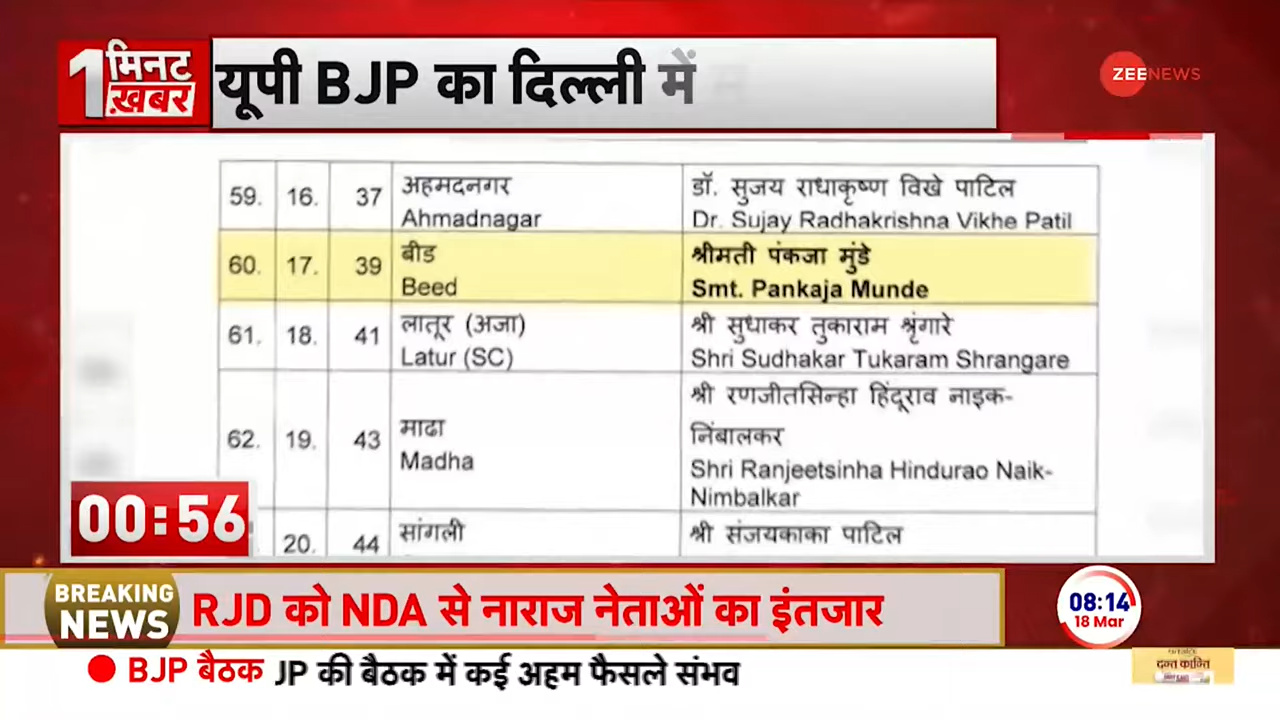 1 मिनट ख़बर
यूपी BJP का दिल्ली में
ZEE NEWS
59. 16. 37 अहमदनगर डॉ. सुजय राधाकृष्ण विखे पाटिल
Ahmadnagar Dr. Sujay Radhakrishna Vikhe Patil
60. 17. 39 बीड श्रीमती पंकजा मुंडे
Beed Smt. Pankaja Munde
61. 18. 41 लातूर (अजा) श्री सुधाकर तुकाराम श्रृंगारे
Latur (SC) Shri Sudhakar Tukaram Shrangare
62. 19. 43 माढा श्री रणजीतसिन्हा हिंदूराव नाइक-
निंबालकर
Madha Shri Ranjeetsinha Hindurao Naik-
Nimbalkar
20. 44 सांगली श्री संजयकाका पाटिल
00:56
BREAKING
NEWS
RJD को NDA से नाराज नेताओं का इंतजार
08:14
18 Mar
BJP बैठक JP की बैठक में कई अहम फैसले संभव
दन्त कान्ति